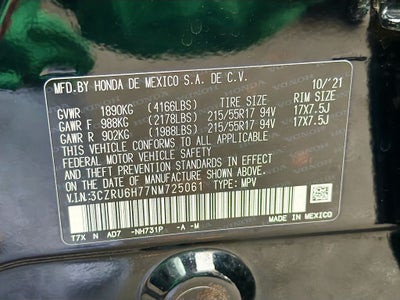 MFD.BY HONDA DE MEXICO S.A. DE C.V. 10/'21
GVWR 1890KG (4166LBS) TIRE SIZE RIM SIZE
GAWR F 988KG (2178LBS) 215/55R17 94V 17X7.5J
GAWR R 902KG (1988LBS) 215/55R17 94V 17X7.5J
THIS VEHICLE CONFORMS TO ALL APPLICABLE FEDERAL MOTOR VEHICLE
SAFETY AND THEFT PREVENTION STANDARDS IN EFFECT ON THE DATE OF MANUFACTURE SHOWN ABOVE.
V.I.N:3CZRU6H77NM725061 TYPE: MPV
MADE IN MEXICO
T7X N AD7 -NH731P -A -M